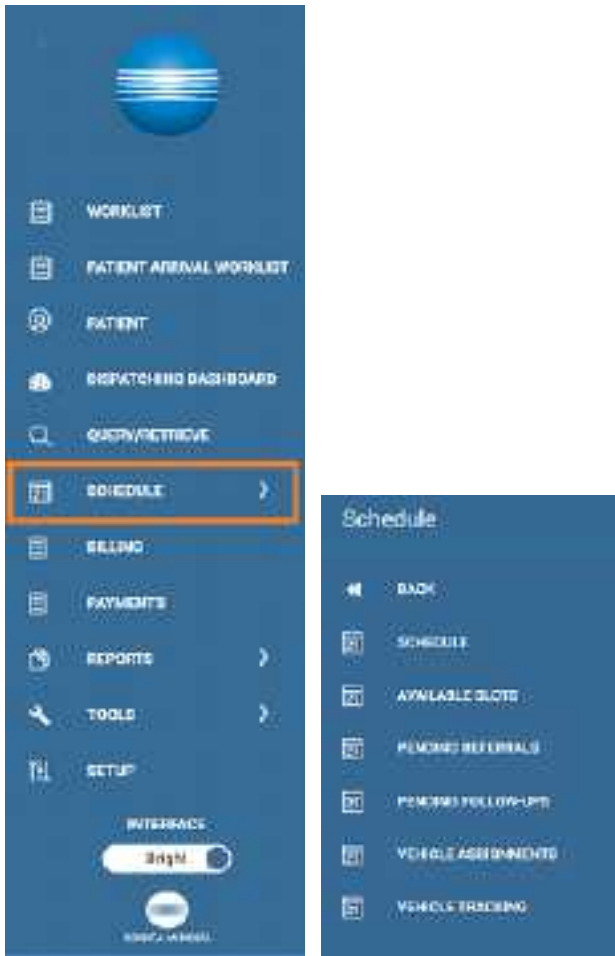 WORKLIST
PATIENT ARRIVAL WORKLIST
PATIENT
DISPATCHING DASHBOARD
QUERY/RETRIEVE
SCHEDULE
BILLING
PAYMENTS
REPORTS
TOOLS
SETUP
INTERFACE
Bright
Schedule
BACK
SCHEDULE
AVAILABLE SLOTS
PENDING REFERRALS
PENDING FOLLOW-UPS
VEHICLE ASSIGNMENTS
VEHICLE TRACKING